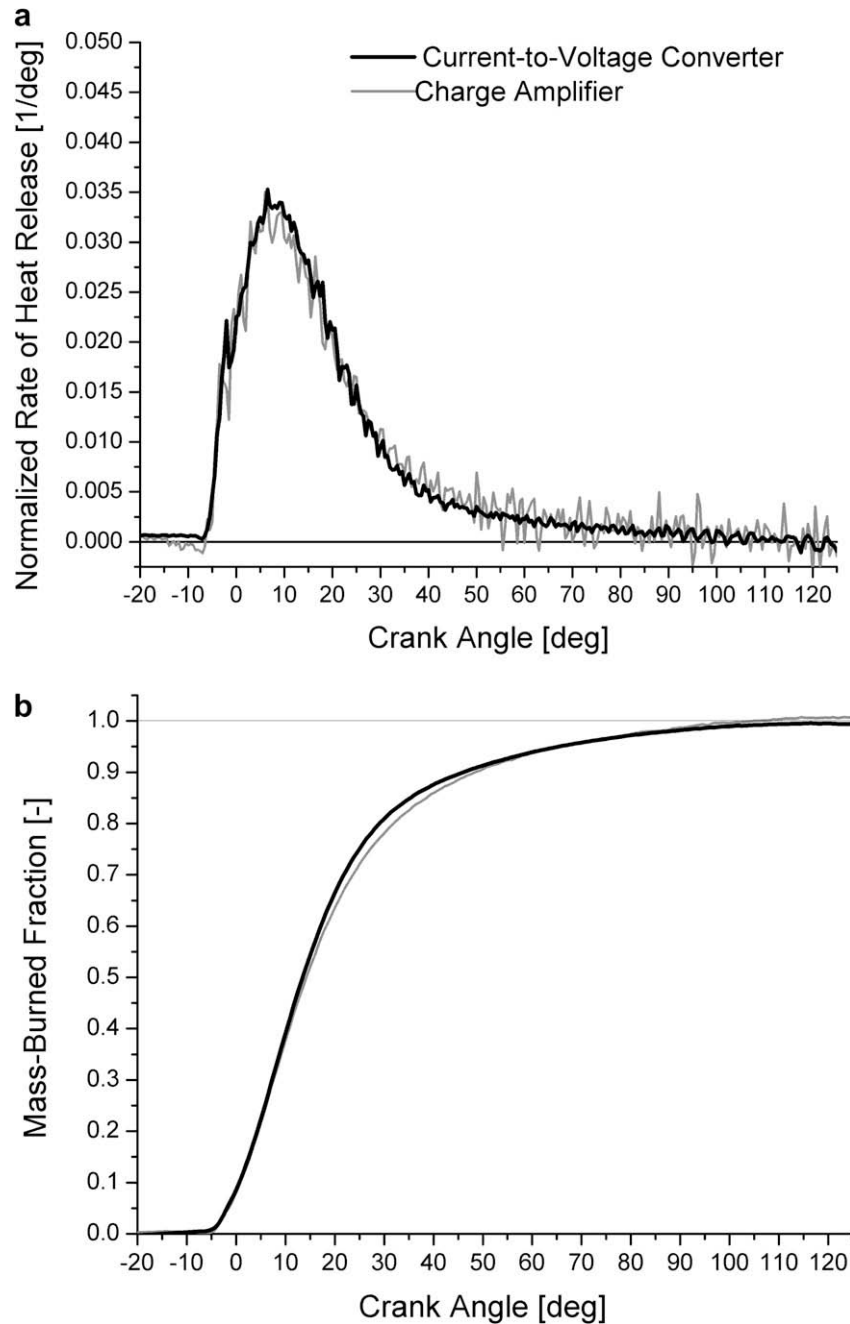 a
0.050
Current-to-Voltage Converter
0.045
Charge Amplifier
0.040
0.035
0.030
0.025
0.020
0.015
0.010
0.005
0.000
Normalized Rate of Heat Release [1/deg]
-20 -10 0 10 20 30 40 50 60 70 80 90 100 110 120
Crank Angle [deg]
b
1.0
0.9
0.8
0.7
0.6
0.5
0.4
0.3
0.2
0.1
0.0
Mass-Burned Fraction [-]
-20 -10 0 10 20 30 40 50 60 70 80 90 100 110 120
Crank Angle [deg]